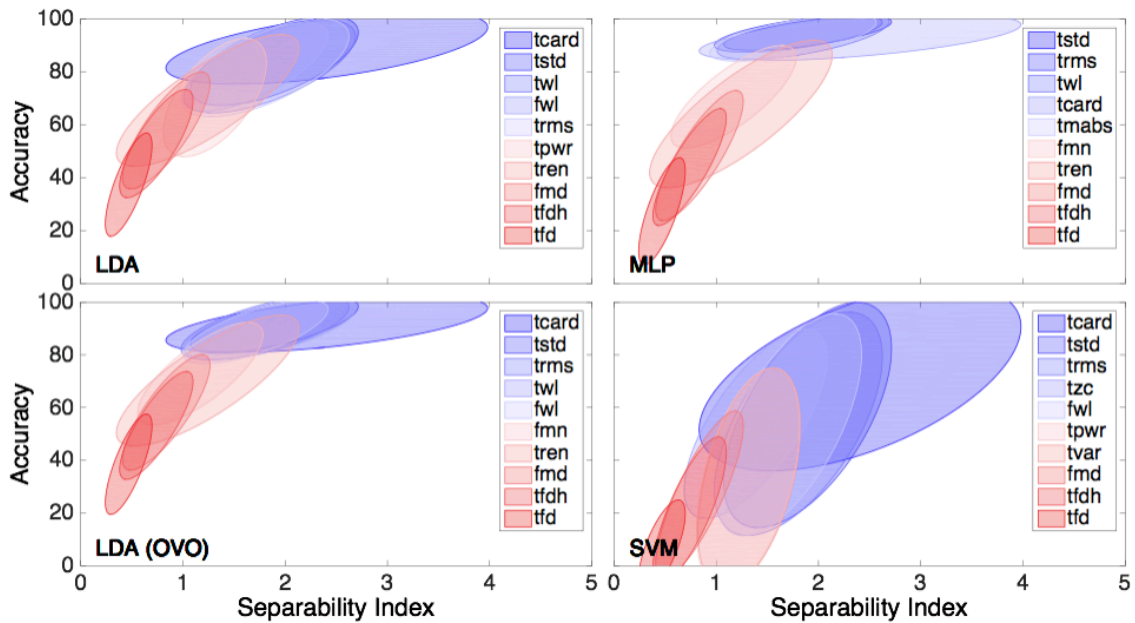 100
80
60
40
20
0
Accuracy
LDA
tcard
tstd
twl
fwl
trms
tpwr
tren
fmd
tfdh
tfd
MLP
tstd
trms
twl
tcard
tmabs
fmn
tren
fmd
tfdh
tfd
100
80
60
40
20
0
Accuracy
LDA (OVO)
tcard
tstd
trms
twl
fwl
fmn
tren
fmd
tfdh
tfd
0 1 2 3 4 5
Separability Index
SVM
tcard
tstd
trms
tzc
fwl
tpwr
tvar
fmd
tfdh
tfd
0 1 2 3 4 5
Separability Index